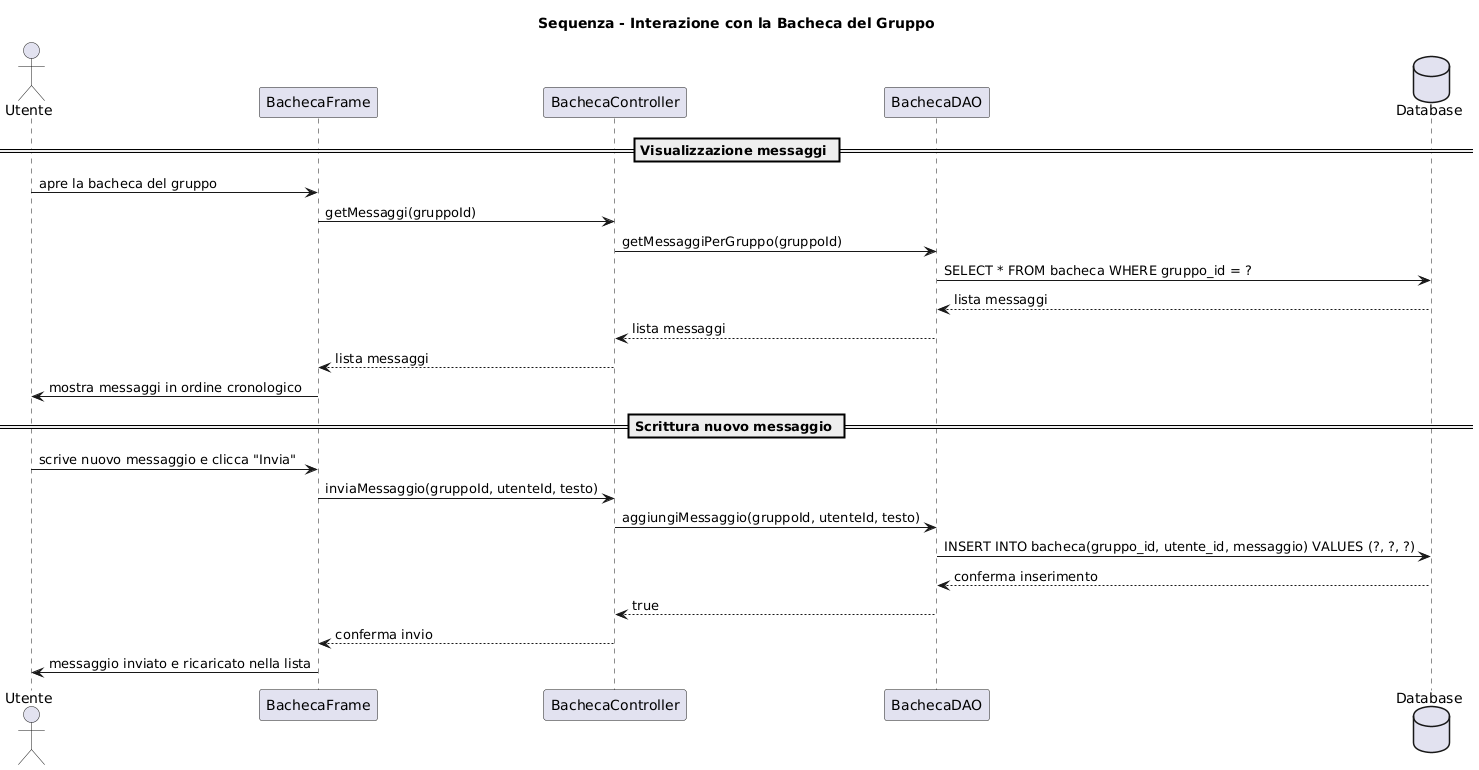 Sequenza - Interazione con la Bacheca del Gruppo
Utente
BachecaFrame
BachecaController
BachecaDAO
Database
Visualizzazione messaggi
apre la bacheca del gruppo
getMessaggi(gruppoId)
getMessaggiPerGruppo(gruppoId)
SELECT * FROM bacheca WHERE gruppo_id = ?
lista messaggi
lista messaggi
lista messaggi
mostra messaggi in ordine cronologico
Scrittura nuovo messaggio
scrive nuovo messaggio e clicca "Invia"
inviaMessaggio(gruppoId, utenteId, testo)
aggiungiMessaggio(gruppoId, utenteId, testo)
INSERT INTO bacheca(gruppo_id, utente_id, messaggio) VALUES (?, ?, ?)
conferma inserimento
true
conferma invio
messaggio inviato e ricaricato nella lista
Utente
BachecaFrame
BachecaController
BachecaDAO
Database